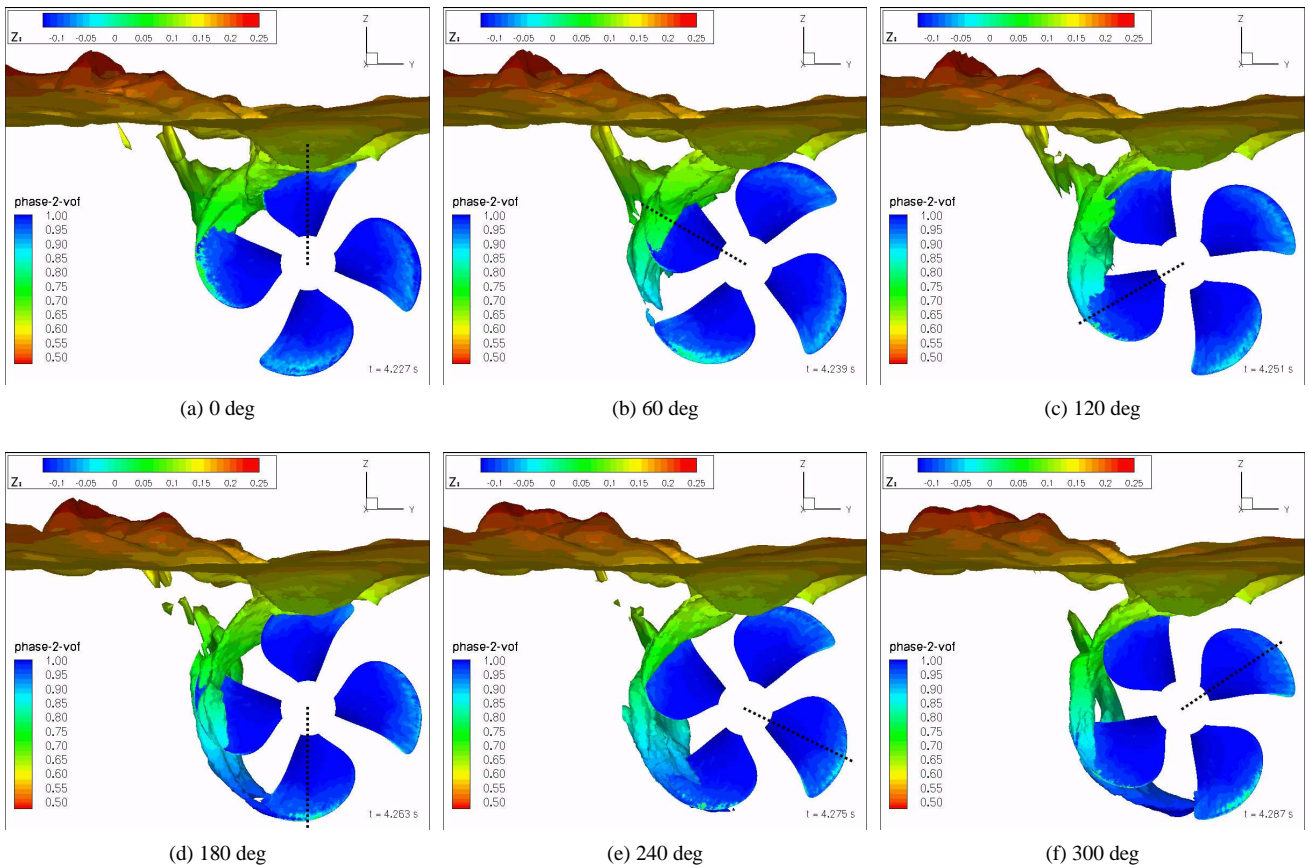 Z: -0.1 -0.05 0 0.05 0.1 0.15 0.2 0.25
Z
X Y
phase-2-vof
1.00
0.95
0.90
0.85
0.80
0.75
0.70
0.65
0.60
0.55
0.50
t = 4.227 s
(a) 0 deg
Z: -0.1 -0.05 0 0.05 0.1 0.15 0.2 0.25
Z
X Y
phase-2-vof
1.00
0.95
0.90
0.85
0.80
0.75
0.70
0.65
0.60
0.55
0.50
t = 4.239 s
(b) 60 deg
Z: -0.1 -0.05 0 0.05 0.1 0.15 0.2 0.25
Z
X Y
phase-2-vof
1.00
0.95
0.90
0.85
0.80
0.75
0.70
0.65
0.60
0.55
0.50
t = 4.251 s
(c) 120 deg
Z: -0.1 -0.05 0 0.05 0.1 0.15 0.2 0.25
Z
X Y
phase-2-vof
1.00
0.95
0.90
0.85
0.80
0.75
0.70
0.65
0.60
0.55
0.50
t = 4.263 s
(d) 180 deg
Z: -0.1 -0.05 0 0.05 0.1 0.15 0.2 0.25
Z
X Y
phase-2-vof
1.00
0.95
0.90
0.85
0.80
0.75
0.70
0.65
0.60
0.55
0.50
t = 4.275 s
(e) 240 deg
Z: -0.1 -0.05 0 0.05 0.1 0.15 0.2 0.25
Z
X Y
phase-2-vof
1.00
0.95
0.90
0.85
0.80
0.75
0.70
0.65
0.60
0.55
0.50
t = 4.287 s
(f) 300 deg